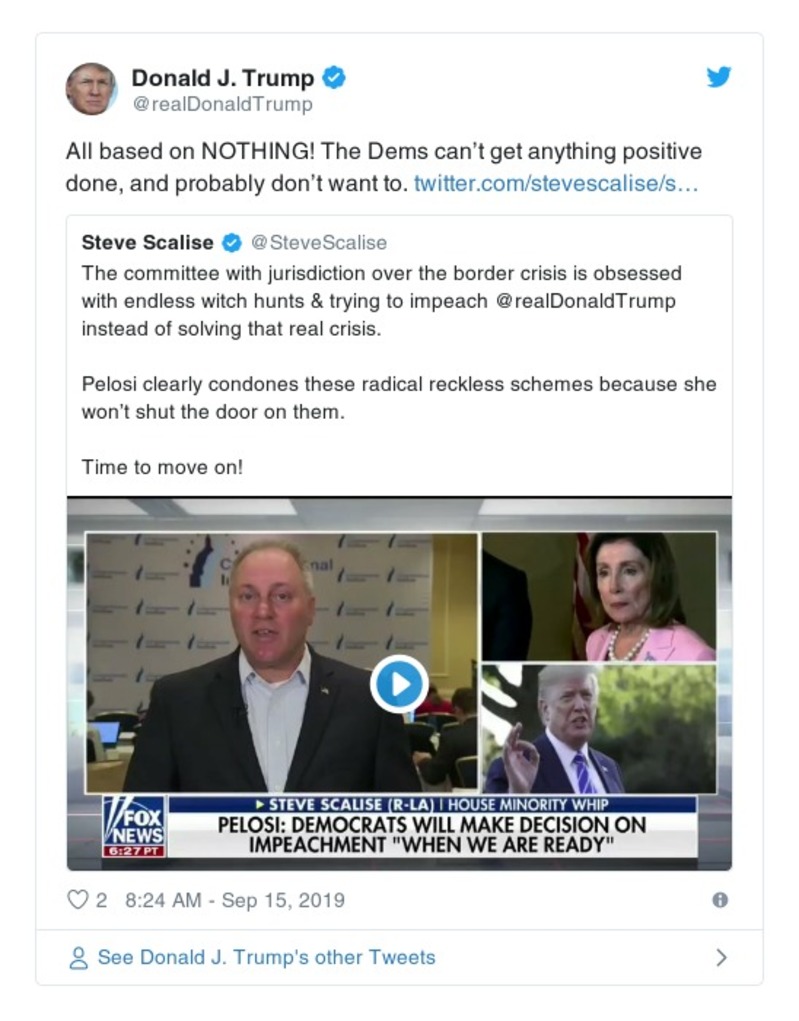 Donald J. Trump
@realDonaldTrump
All based on NOTHING! The Dems can’t get anything positive
done, and probably don’t want to. twitter.com/stevescalise/s…
Steve Scalise @SteveScalise
The committee with jurisdiction over the border crisis is obsessed
with endless witch hunts & trying to impeach @realDonaldTrump
instead of solving that real crisis.
Pelosi clearly condones these radical reckless schemes because she
won’t shut the door on them.
Time to move on!
STEVE SCALISE (R-LA) | HOUSE MINORITY WHIP
FOX
NEWS
6:27 PT
PELOSI: DEMOCRATS WILL MAKE DECISION ON
IMPEACHMENT "WHEN WE ARE READY"
2 8:24 AM - Sep 15, 2019
See Donald J. Trump's other Tweets